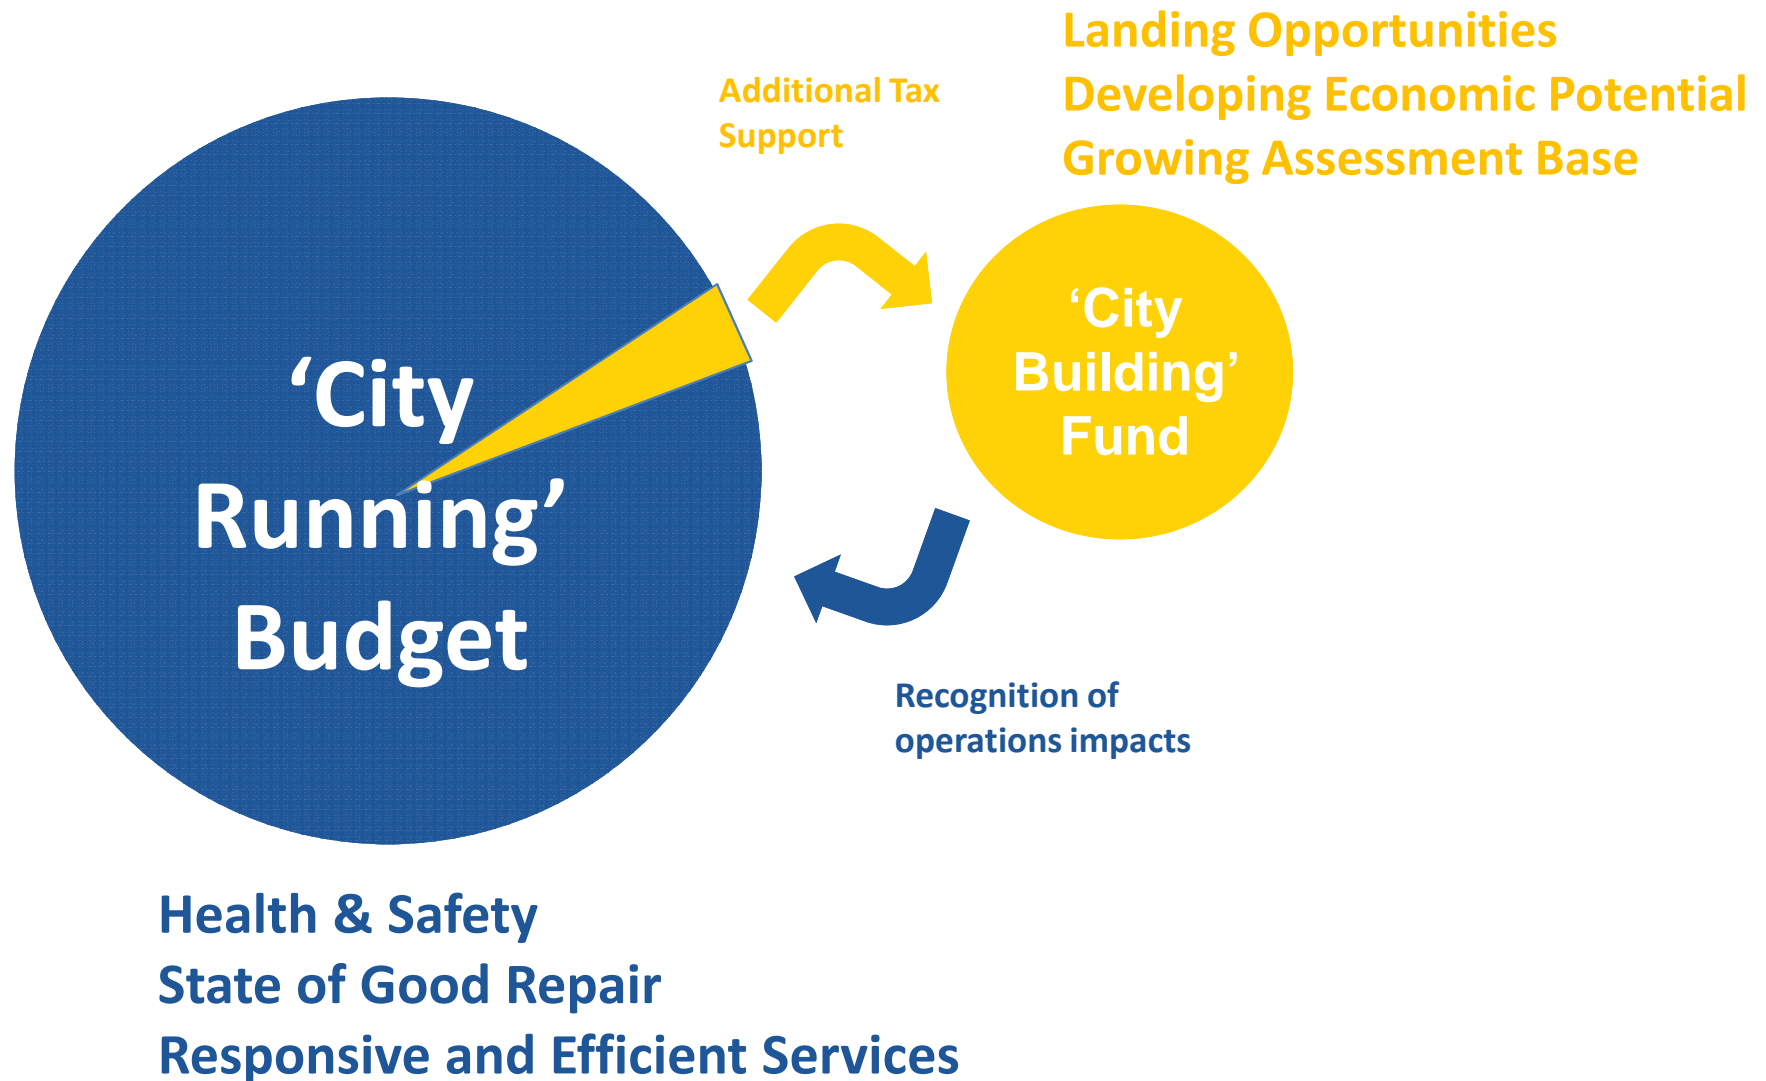 Landing Opportunities
Developing Economic Potential
Growing Assessment Base
Additional Tax
Support
‘City
Building’
Fund
‘City
Running’
Budget
Recognition of
operations impacts
Health & Safety
State of Good Repair
Responsive and Efficient Services